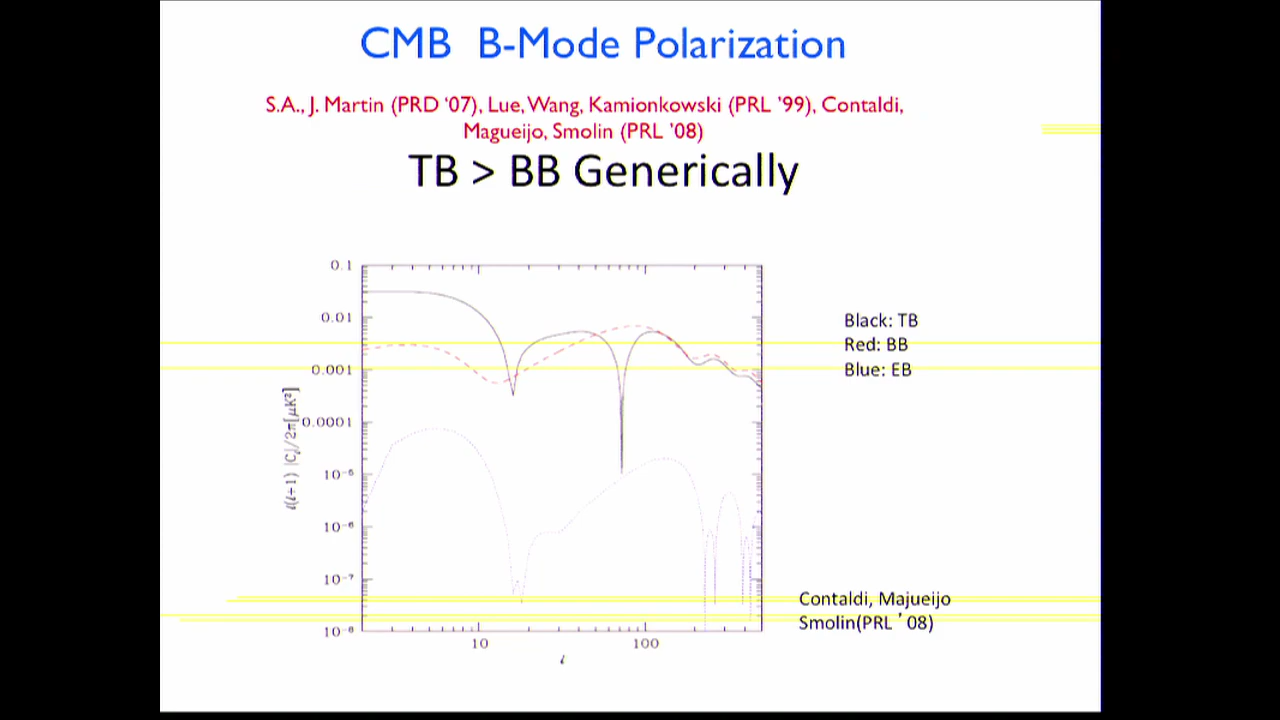 CMB B-Mode Polarization
S.A., J. Martin (PRD '07), Lue, Wang, Kamionkowski (PRL '99), Contaldi,
Magueijo, Smolin (PRL '08)
TB > BB Generically
0.1
0.01
0.001
0.0001
10⁻⁵
10⁻⁶
10⁻⁷
10⁻⁸
ℓ(ℓ+1) |Cₗ|/2π[μK²]
10
100
ℓ
Black: TB
Red: BB
Blue: EB
Contaldi, Majueijo
Smolin(PRL '08)